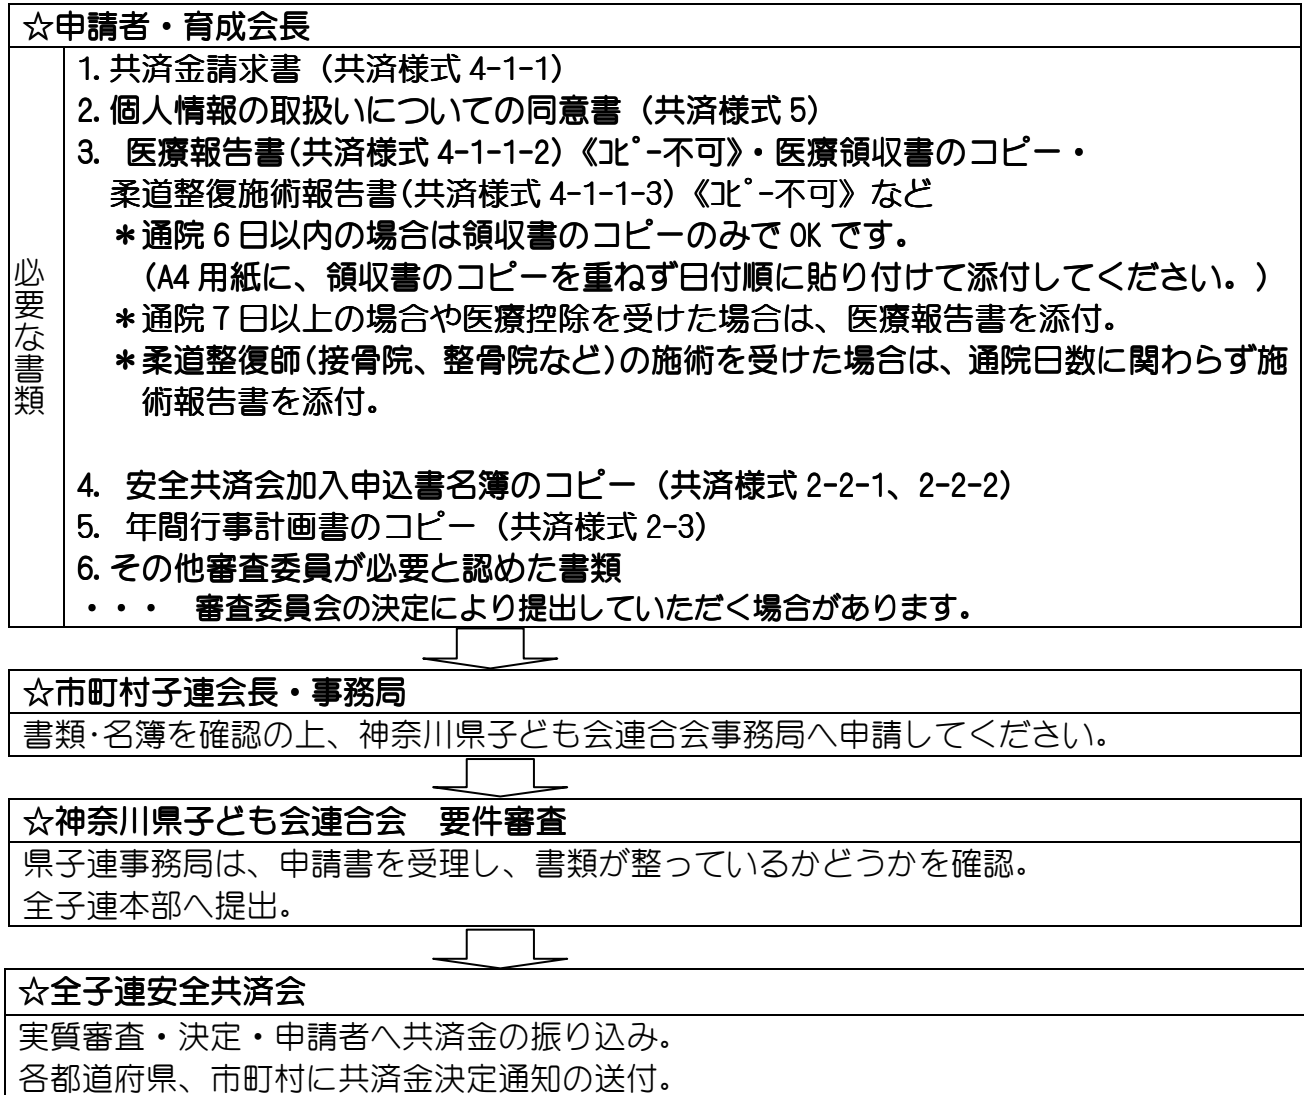 ☆申請者・育成会長
必要な書類
1.共済金請求書（共済様式 4-1-1)
2.個人情報の取扱いについての同意書（共済様式 5）
3. 医療報告書(共済様式 4-1-1-2)《ｺﾋﾟｰ不可》・医療領収書のコピー・
柔道整復施術報告書(共済様式 4-1-1-3)《ｺﾋﾟｰ不可》など
＊通院 6 日以内の場合は領収書のコピーのみで OK です。
（A4 用紙に、領収書のコピーを重ねず日付順に貼り付けて添付してください。）
＊通院 7 日以上の場合や医療控除を受けた場合は、医療報告書を添付。
＊柔道整復師(接骨院、整骨院など)の施術を受けた場合は、通院日数に関わらず施
術報告書を添付。
4. 安全共済会加入申込書名簿のコピー（共済様式 2-2-1、2-2-2）
5. 年間行事計画書のコピー（共済様式 2-3）
6.その他審査委員が必要と認めた書類
・・・　審査委員会の決定により提出していただく場合があります。
☆市町村子連会長・事務局
書類･名簿を確認の上、神奈川県子ども会連合会事務局へ申請してください。
☆神奈川県子ども会連合会　要件審査
県子連事務局は、申請書を受理し、書類が整っているかどうかを確認。
全子連本部へ提出。
☆全子連安全共済会
実質審査・決定・申請者へ共済金の振り込み。
各都道府県、市町村に共済金決定通知の送付。